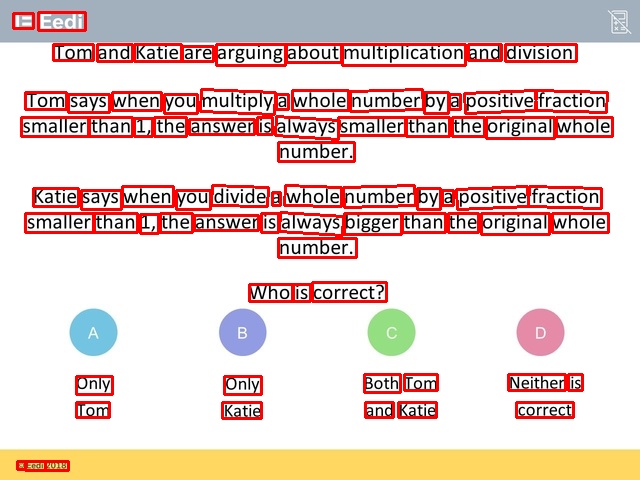 Eedi
Tom and Katie are arguing about multiplication and division
Tom says when you multiply a whole number by a positive fraction
smaller than 1, the answer is always smaller than the original whole
number.
Katie says when you divide a whole number by a positive fraction
smaller than 1, the answer is always bigger than the original whole
number.
Who is correct?
A B C D
Only Only Both Tom Neither is
Tom Katie and Katie correct
© Eedi 2018